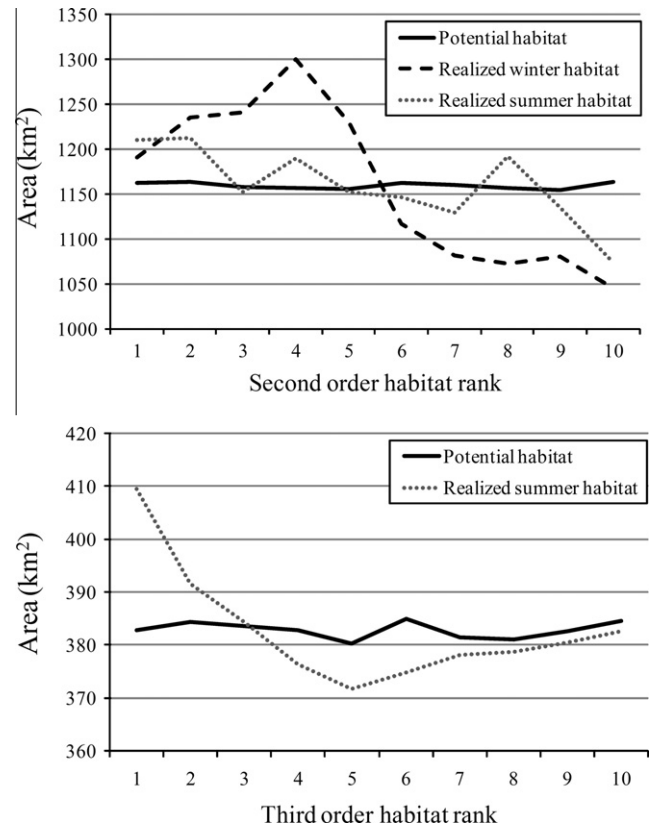 1350
1300
1250
1200
1150
1100
1050
1000
Area (km²)
Potential habitat
Realized winter habitat
Realized summer habitat
1 2 3 4 5 6 7 8 9 10
Second order habitat rank
420
410
400
390
380
370
360
Area (km²)
Potential habitat
Realized summer habitat
1 2 3 4 5 6 7 8 9 10
Third order habitat rank